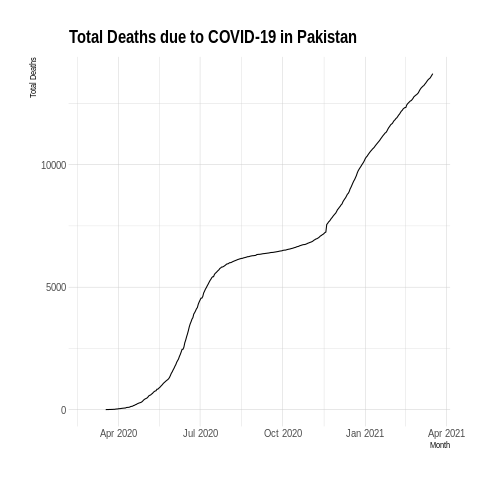 Total Deaths due to COVID-19 in Pakistan
Total Deaths
10000
5000
0
Apr 2020
Jul 2020
Oct 2020
Jan 2021
Apr 2021
Month